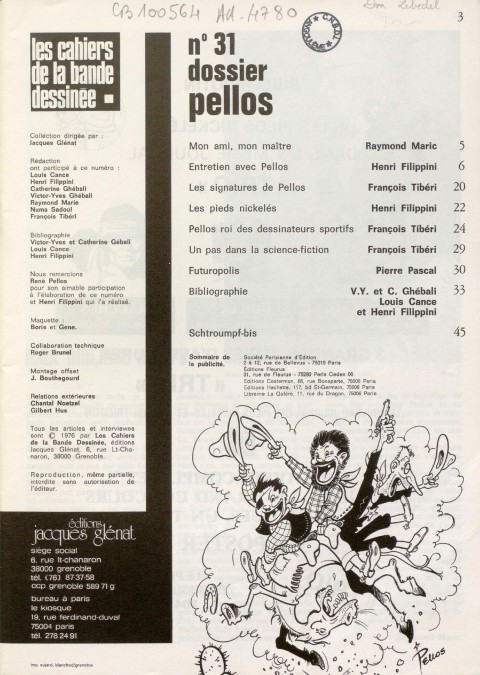 CB100564 AU-4780
3
les cahiers
de la bande
dessinée
Colléction dirigée par :
Jacques Glénat
Rédaction
ont participé à ce numéro :
Louis Cance
Henri Filippini
Catherine Ghébali
Victor-Yves Ghébali
Raymond Maric
Numa Sadoul
François Tibéri
Bibliographie
Victor-Yves et Catherine Gébali
Louis Cance
Henri Filippini
Nous remercions
René Pellos
pour son aimable participation
à l'élaboration de ce numéro
et Henri Filippini qui l'a réalisé.
Maquette :
Boris et Gene.
Collaboration technique
Roger Brunel
Montage offset
J. Bouthegourd
Relations extérieures
Chantal Noetzel
Gilbert Hus
Tous les articles et interviewes
sont © 1976 par Les Cahiers
de la Bande Dessinée, éditions
Jacques Glénat, 6, rue Lt-Cha-
naron, 38000 Grenoble.
Reproduction, même partielle,
interdite sans autorisation de
l'éditeur.
éditions
jacques glénat
siège social
6, rue lt-chanaron
38000 grenoble
tél. (76) 87-37-58
ccp grenoble 589 71 g
bureau à paris
le kiosque
19, rue ferdinand-duval
75004 paris
tél. 278 24 91
n° 31
dossier
pellos
Mon ami, mon maître Raymond Maric 5
Entretien avec Pellos Henri Filippini 6
Les signatures de Pellos François Tibéri 20
Les pieds nickelés Henri Filippini 22
Pellos roi des dessinateurs sportifs François Tibéri 24
Un pas dans la science-fiction François Tibéri 29
Futuropolis Pierre Pascal 30
Bibliographie V.Y. et C. Ghébali 33
Louis Cance
et Henri Filippini
Schtroumpf-bis 45
Sommaire de
la publicité.
Société Parisienne d'Édition
2 à 12, rue de Bellevue - 75019 Paris
Éditions Fleurus
31, rue de Fleurus - 75280 Paris Cedex 06
Editions Casterman, 66, rue Bonaparte, 75006 Paris
Editions Hachette, 117, bd St-Germain, 75006 Paris
Librairie La Galère, 11, rue du Dragon, 75006 Paris
Pellos